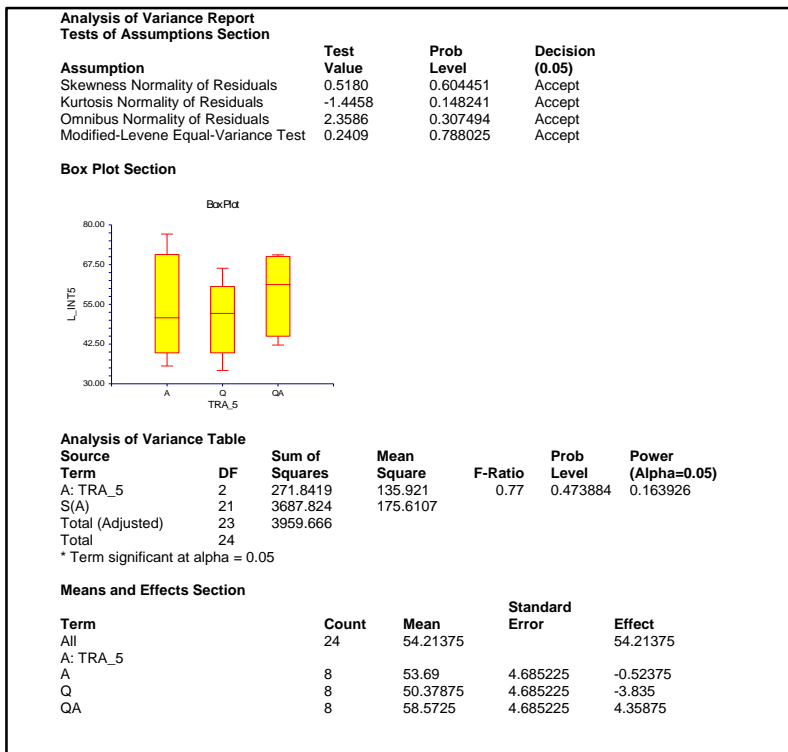 Analysis of Variance Report
Tests of Assumptions Section
Test Prob Decision
Assumption Value Level (0.05)
Skewness Normality of Residuals 0.5180 0.604451 Accept
Kurtosis Normality of Residuals -1.4458 0.148241 Accept
Omnibus Normality of Residuals 2.3586 0.307494 Accept
Modified-Levene Equal-Variance Test 0.2409 0.788025 Accept
Box Plot Section
Box Plot
80.00
67.50
55.00
42.50
30.00
L_INT5
A Q QA
TRA_5
Analysis of Variance Table
Source Sum of Mean Prob Power
Term DF Squares Square F-Ratio Level (Alpha=0.05)
A: TRA_5 2 271.8419 135.921 0.77 0.473884 0.163926
S(A) 21 3687.824 175.6107
Total (Adjusted) 23 3959.666
Total 24
* Term significant at alpha = 0.05
Means and Effects Section
Standard
Term Count Mean Error Effect
All 24 54.21375 54.21375
A: TRA_5
A 8 53.69 4.685225 -0.52375
Q 8 50.37875 4.685225 -3.835
QA 8 58.5725 4.685225 4.35875